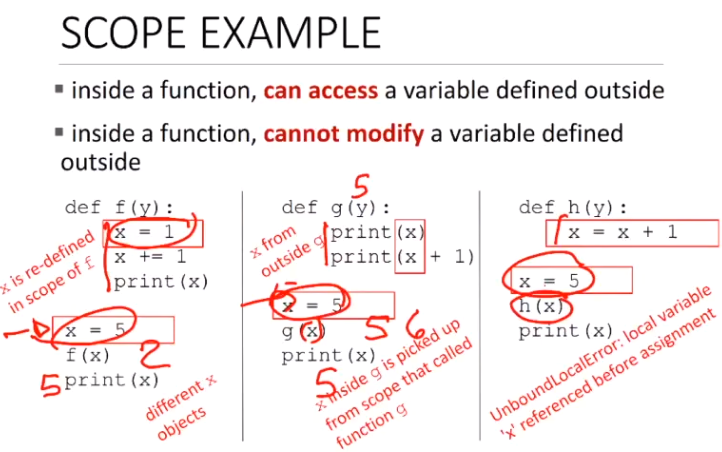 SCOPE EXAMPLE
▪ inside a function, can access a variable defined outside
▪ inside a function, cannot modify a variable defined
outside
def f(y):
x = 1
x += 1
print(x)
x is re-defined
in scope of f
x = 5
f(x) 2
5 print(x)
different x
objects
5
def g(y):
print(x)
print(x + 1)
x from
outside g
x = 5
g(x) 5 6
print(x)
5
x inside g is picked up
from scope that called
function g
def h(y):
x = x + 1
x = 5
h(x)
print(x)
UnboundLocalError: local variable
'x' referenced before assignment